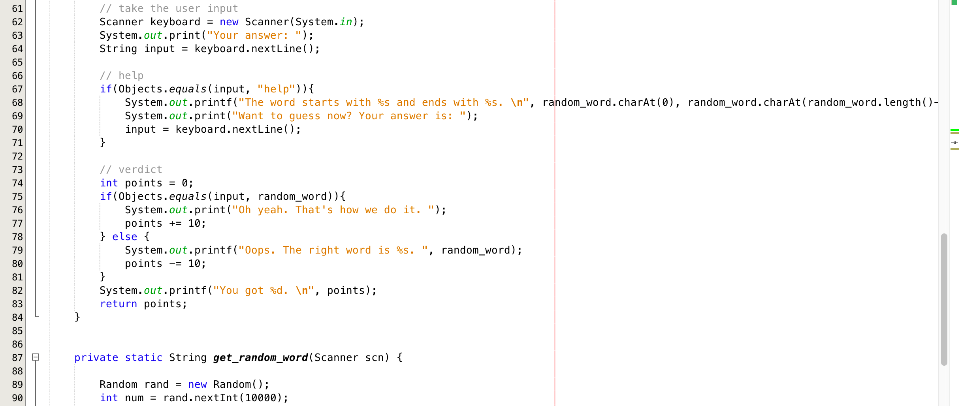 61 // take the user input
62 Scanner keyboard = new Scanner(System.in);
63 System.out.print("Your answer: ");
64 String input = keyboard.nextLine();
65
66 // help
67 if(Objects.equals(input, "help")){
68 System.out.printf("The word starts with %s and ends with %s. \n", random_word.charAt(0), random_word.charAt(random_word.length()-
69 System.out.print("Want to guess now? Your answer is: ");
70 input = keyboard.nextLine();
71 }
72
73 // verdict
74 int points = 0;
75 if(Objects.equals(input, random_word)){
76 System.out.print("Oh yeah. That's how we do it. ");
77 points += 10;
78 } else {
79 System.out.printf("Oops. The right word is %s. ", random_word);
80 points -= 10;
81 }
82 System.out.printf("You got %d. \n", points);
83 return points;
84 }
85
86
87 private static String get_random_word(Scanner scn) {
88
89 Random rand = new Random();
90 int num = rand.nextInt(10000);